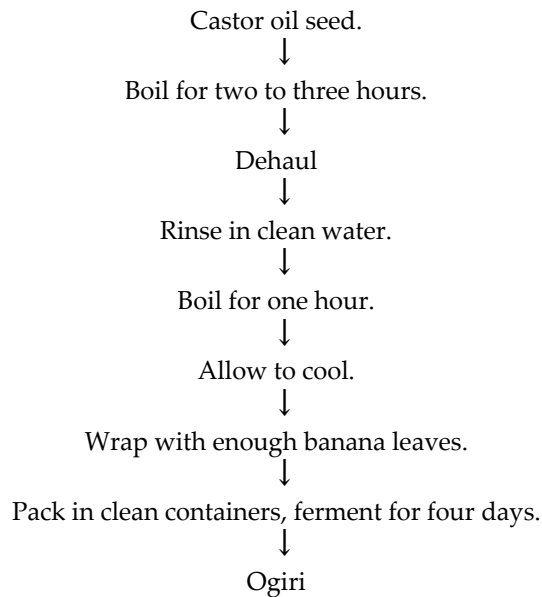 Castor oil seed.
↓
Boil for two to three hours.
↓
Dehaul
↓
Rinse in clean water.
↓
Boil for one hour.
↓
Allow to cool.
↓
Wrap with enough banana leaves.
↓
Pack in clean containers, ferment for four days.
↓
Ogiri